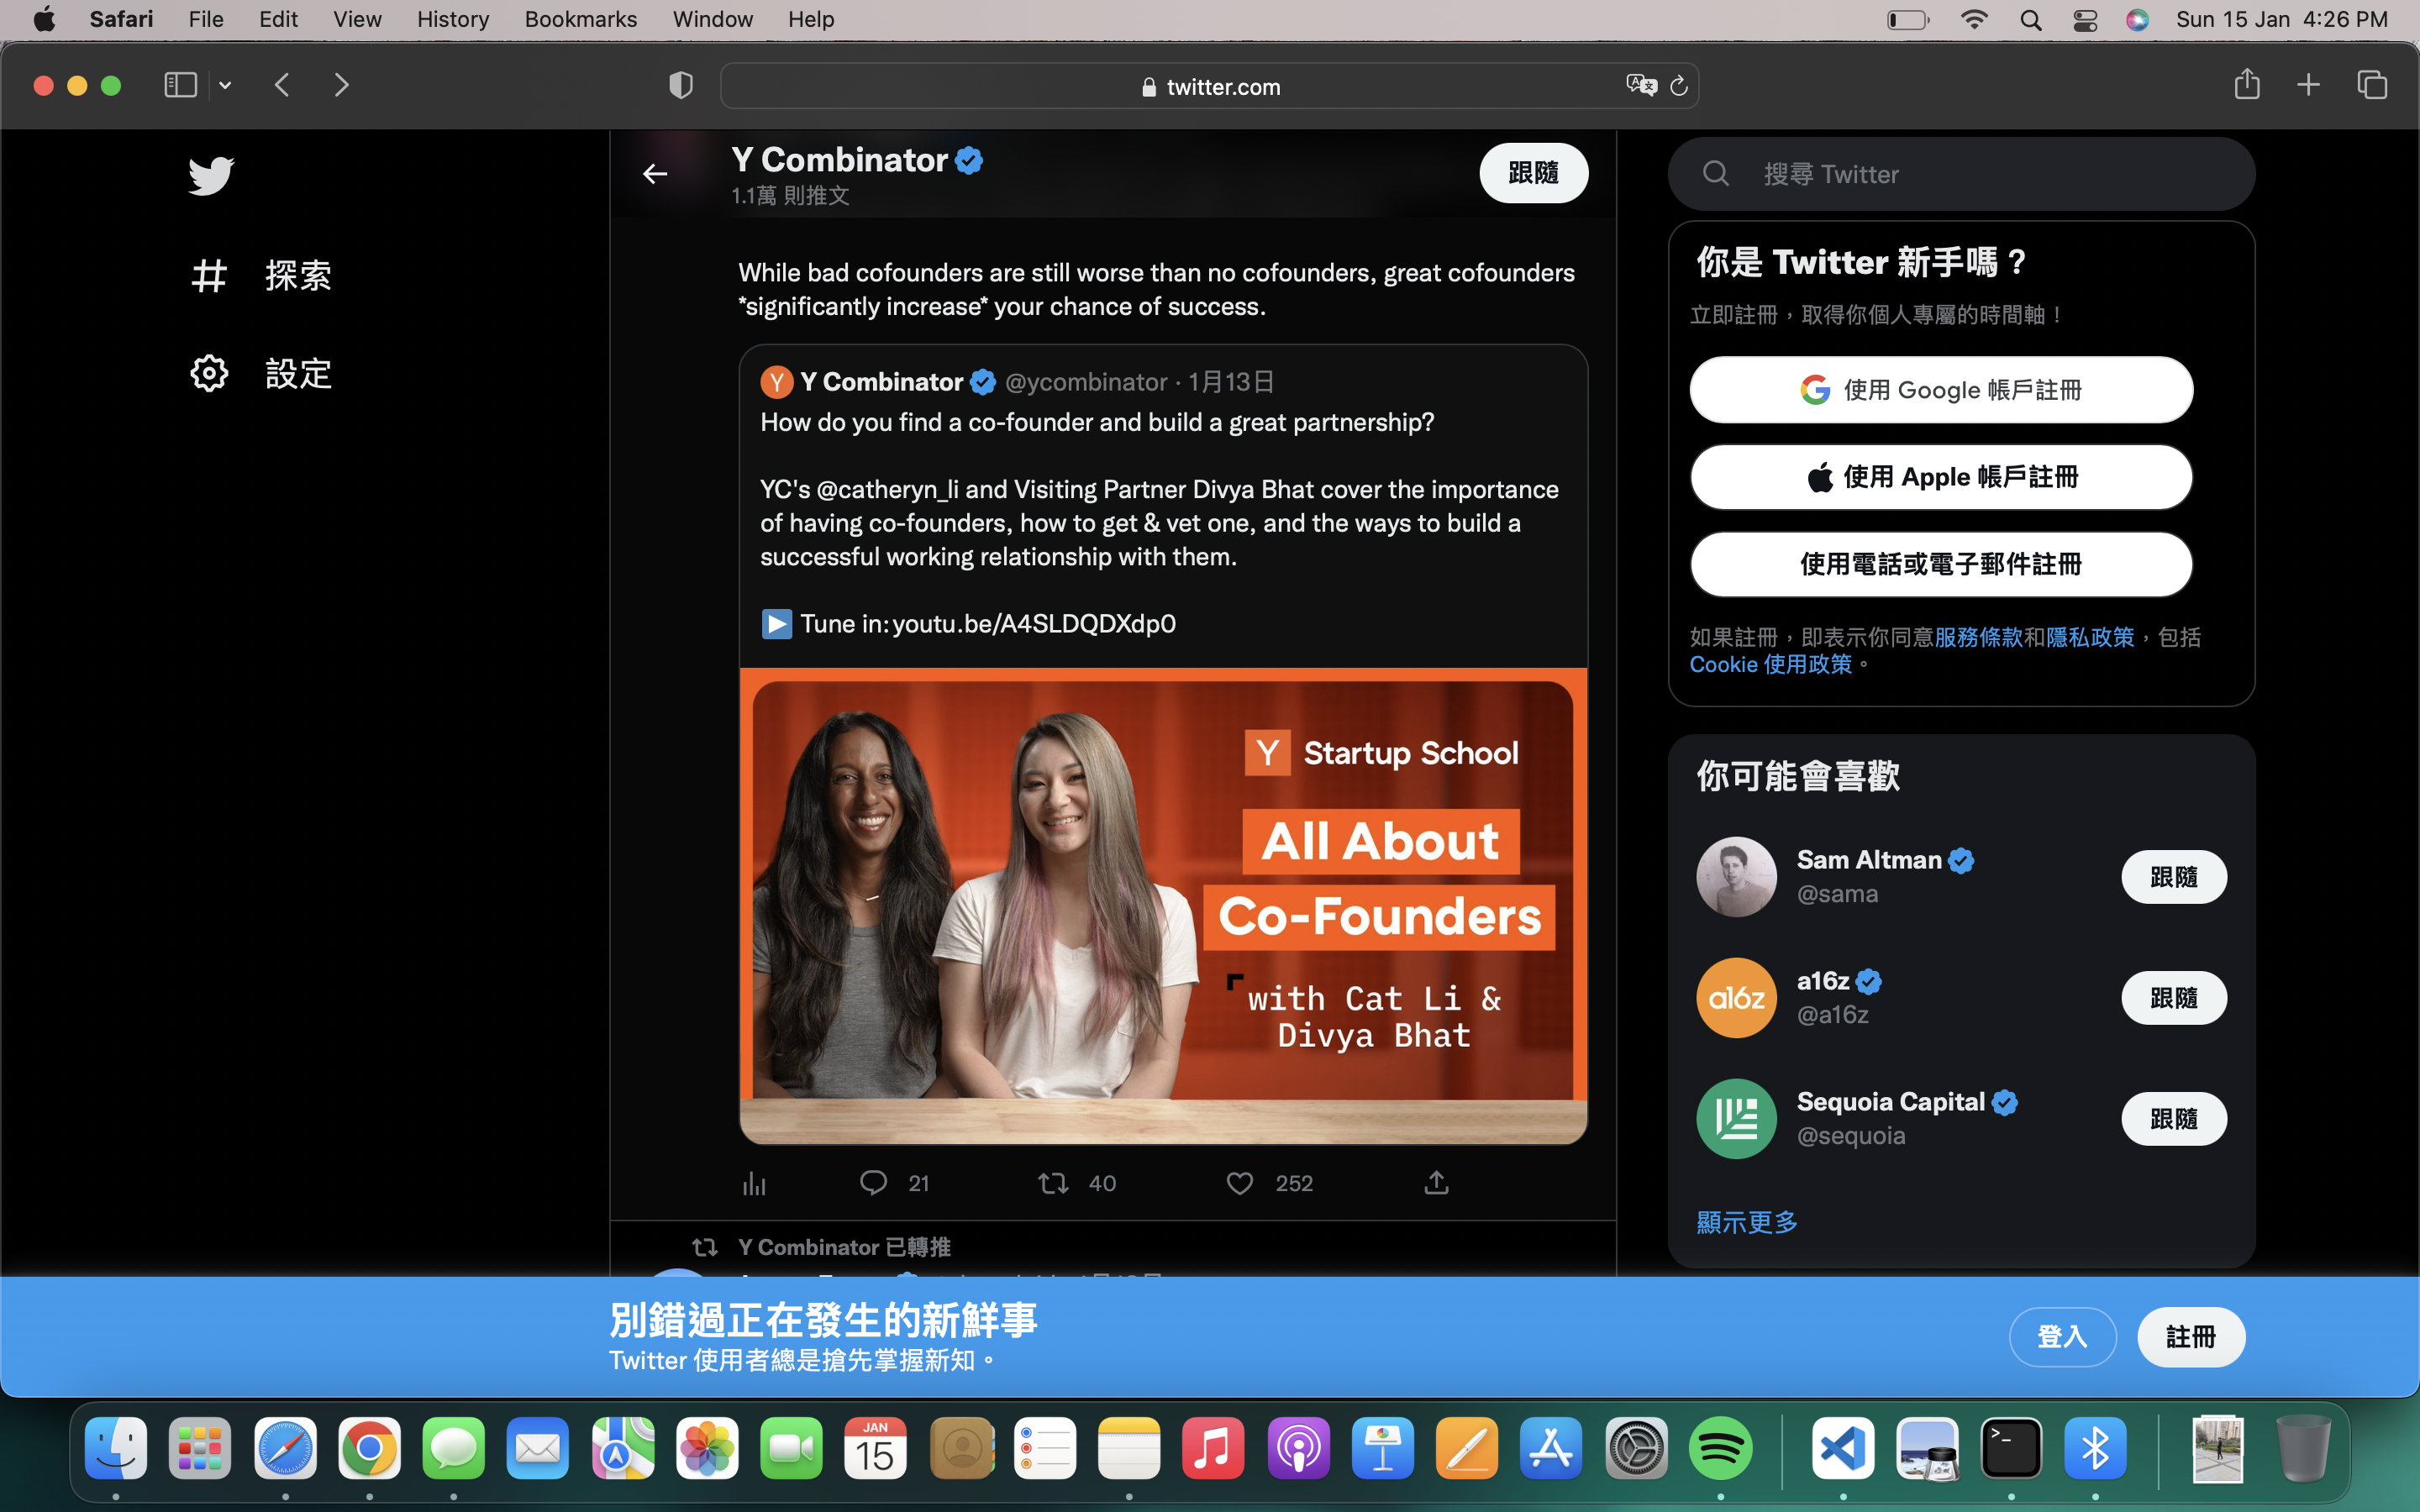 Safari File Edit View History Bookmarks Window Help
Sun 15 Jan 4:26 PM
twitter.com
Y Combinator
1.1萬 則推文
跟隨
探索
設定
While bad cofounders are still worse than no cofounders, great cofounders
*significantly increase* your chance of success.
Y Combinator @ycombinator · 1月13日
How do you find a co-founder and build a great partnership?
YC's @catheryn_li and Visiting Partner Divya Bhat cover the importance
of having co-founders, how to get & vet one, and the ways to build a
successful working relationship with them.
Tune in: youtu.be/A4SLDQDXdp0
Y Startup School
All About
Co-Founders
with Cat Li &
Divya Bhat
21 40 252
Y Combinator 已轉推
搜尋 Twitter
你是 Twitter 新手嗎？
立即註冊，取得你個人專屬的時間軸！
使用 Google 帳戶註冊
使用 Apple 帳戶註冊
使用電話或電子郵件註冊
如果註冊，即表示你同意服務條款和隱私政策，包括
Cookie 使用政策。
你可能會喜歡
Sam Altman
@sama
跟隨
a16z
a16z
@a16z
跟隨
Sequoia Capital
@sequoia
跟隨
顯示更多
別錯過正在發生的新鮮事
Twitter 使用者總是搶先掌握新知。
登入
註冊
JAN
15